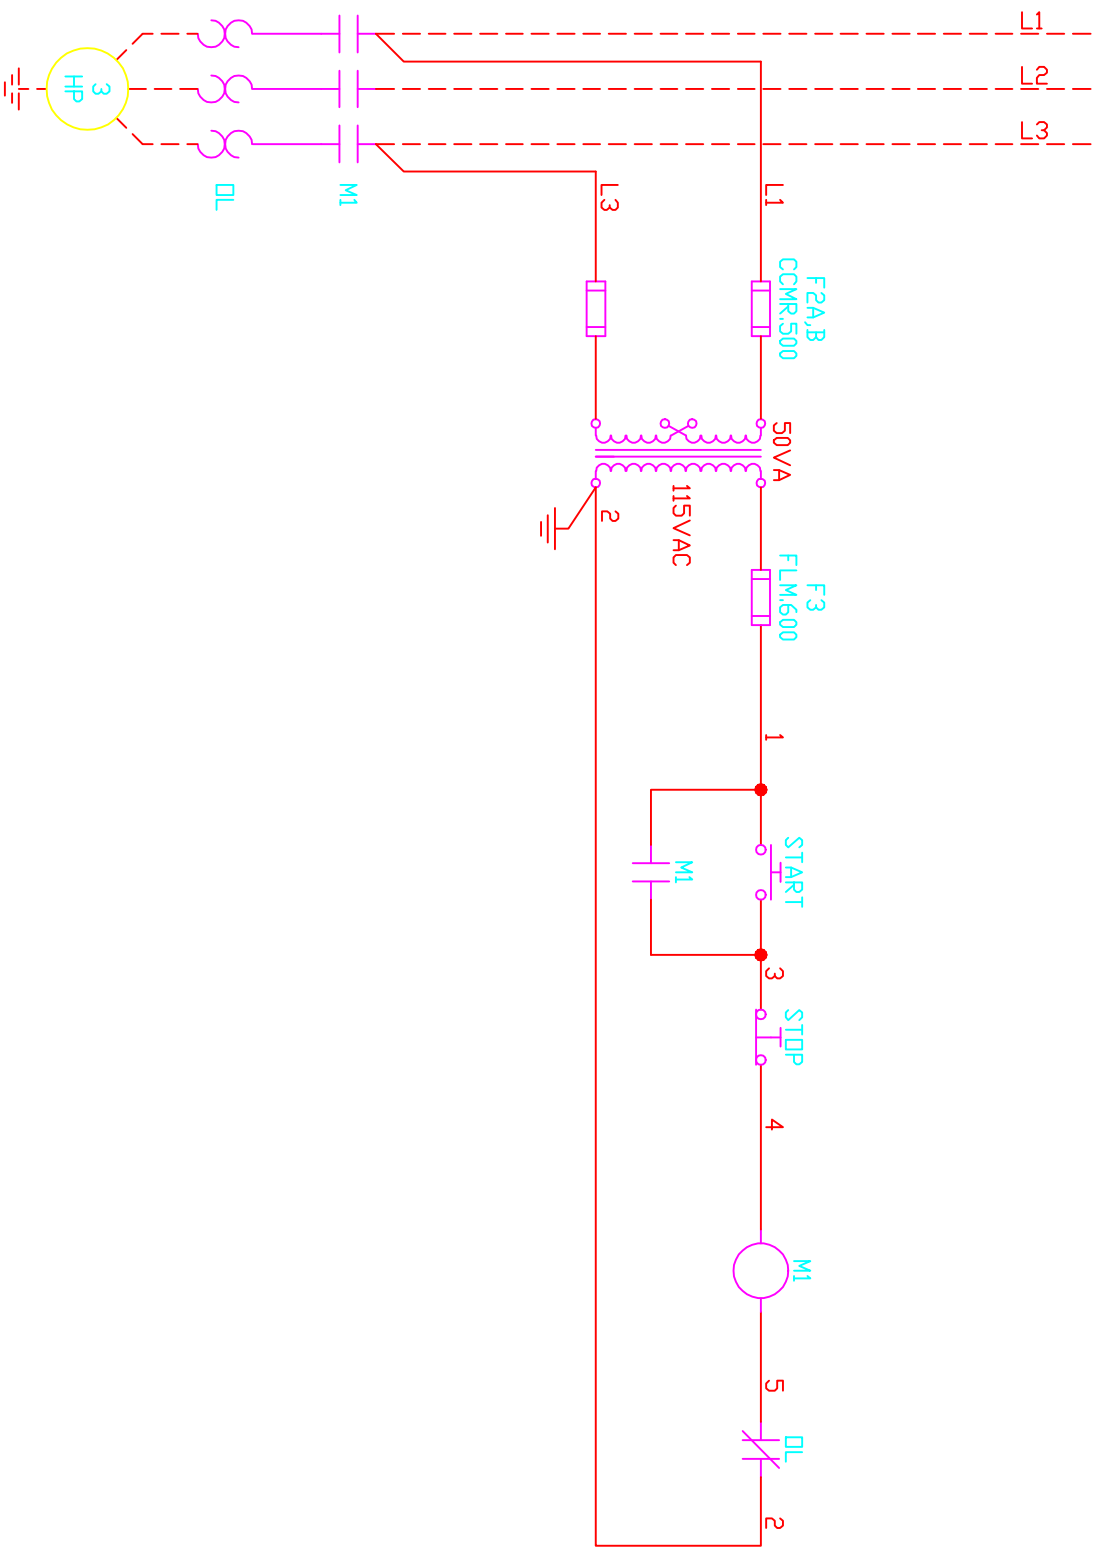 L1
L2
L3
3
HP
OL
M1
L3
L1
F2A,B
CCMR.500
50VA
115VAC
2
F3
FLM.600
1
START
M1
3
STOP
4
M1
5
OL
2